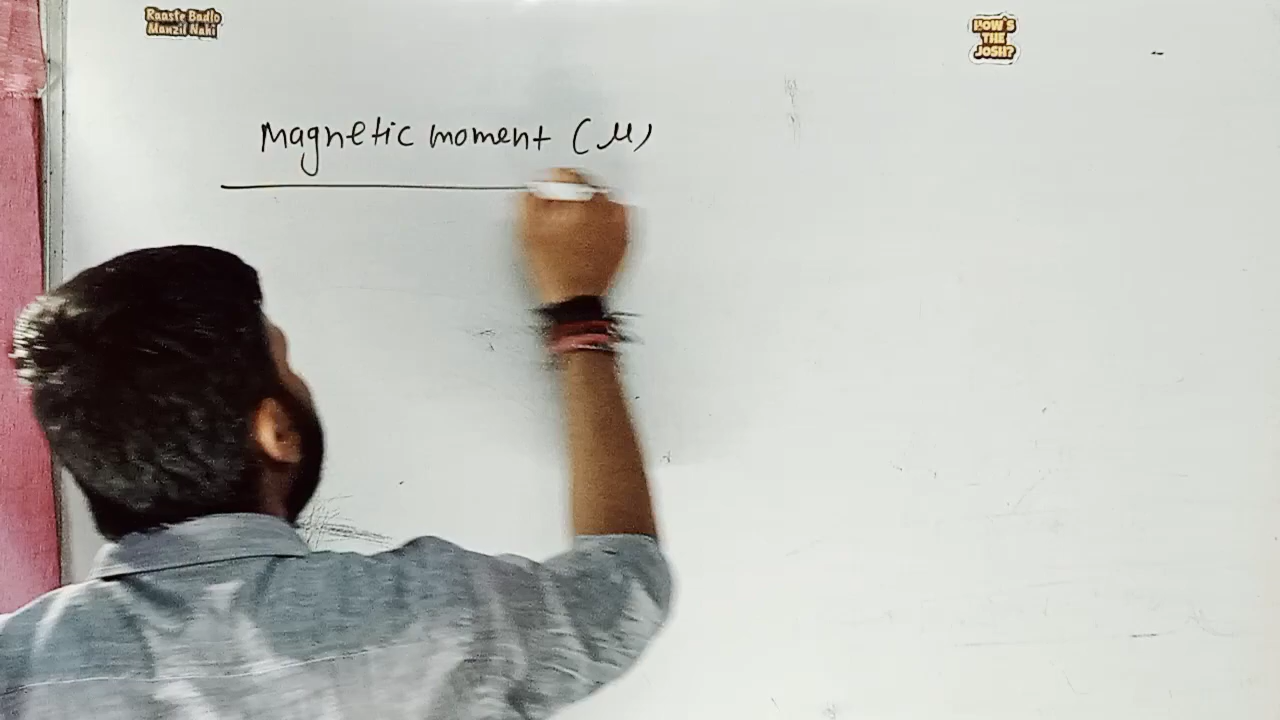 Raaste Badlo
Manzil Nahi
HOW'S
THE
JOSH?
Magnetic moment (μ)